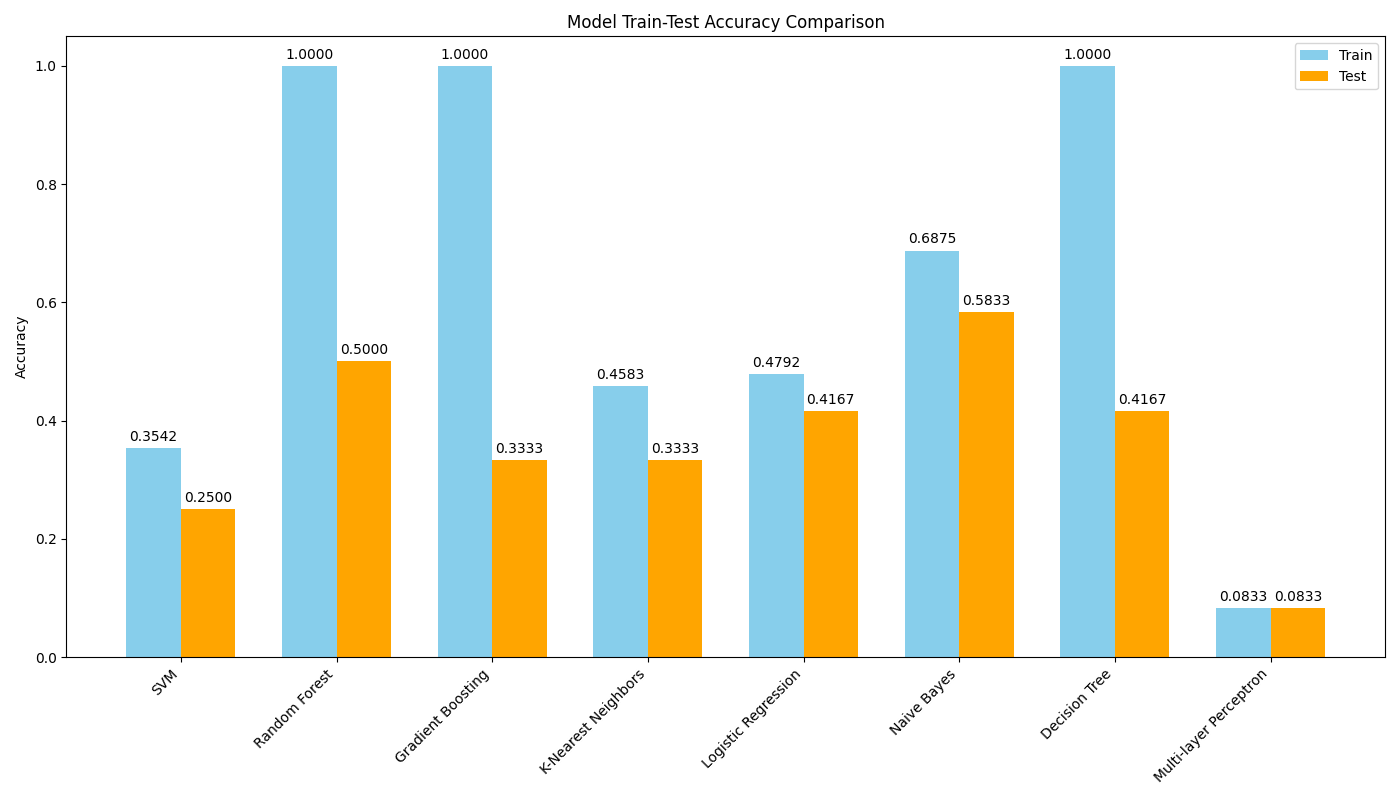 Model Train-Test Accuracy Comparison
Train
Test
Accuracy
1.0
0.8
0.6
0.4
0.2
0.0
0.3542
0.2500
1.0000
0.5000
1.0000
0.3333
0.4583
0.3333
0.4792
0.4167
0.6875
0.5833
1.0000
0.4167
0.0833
0.0833
SVM
Random Forest
Gradient Boosting
K-Nearest Neighbors
Logistic Regression
Naive Bayes
Decision Tree
Multi-layer Perceptron